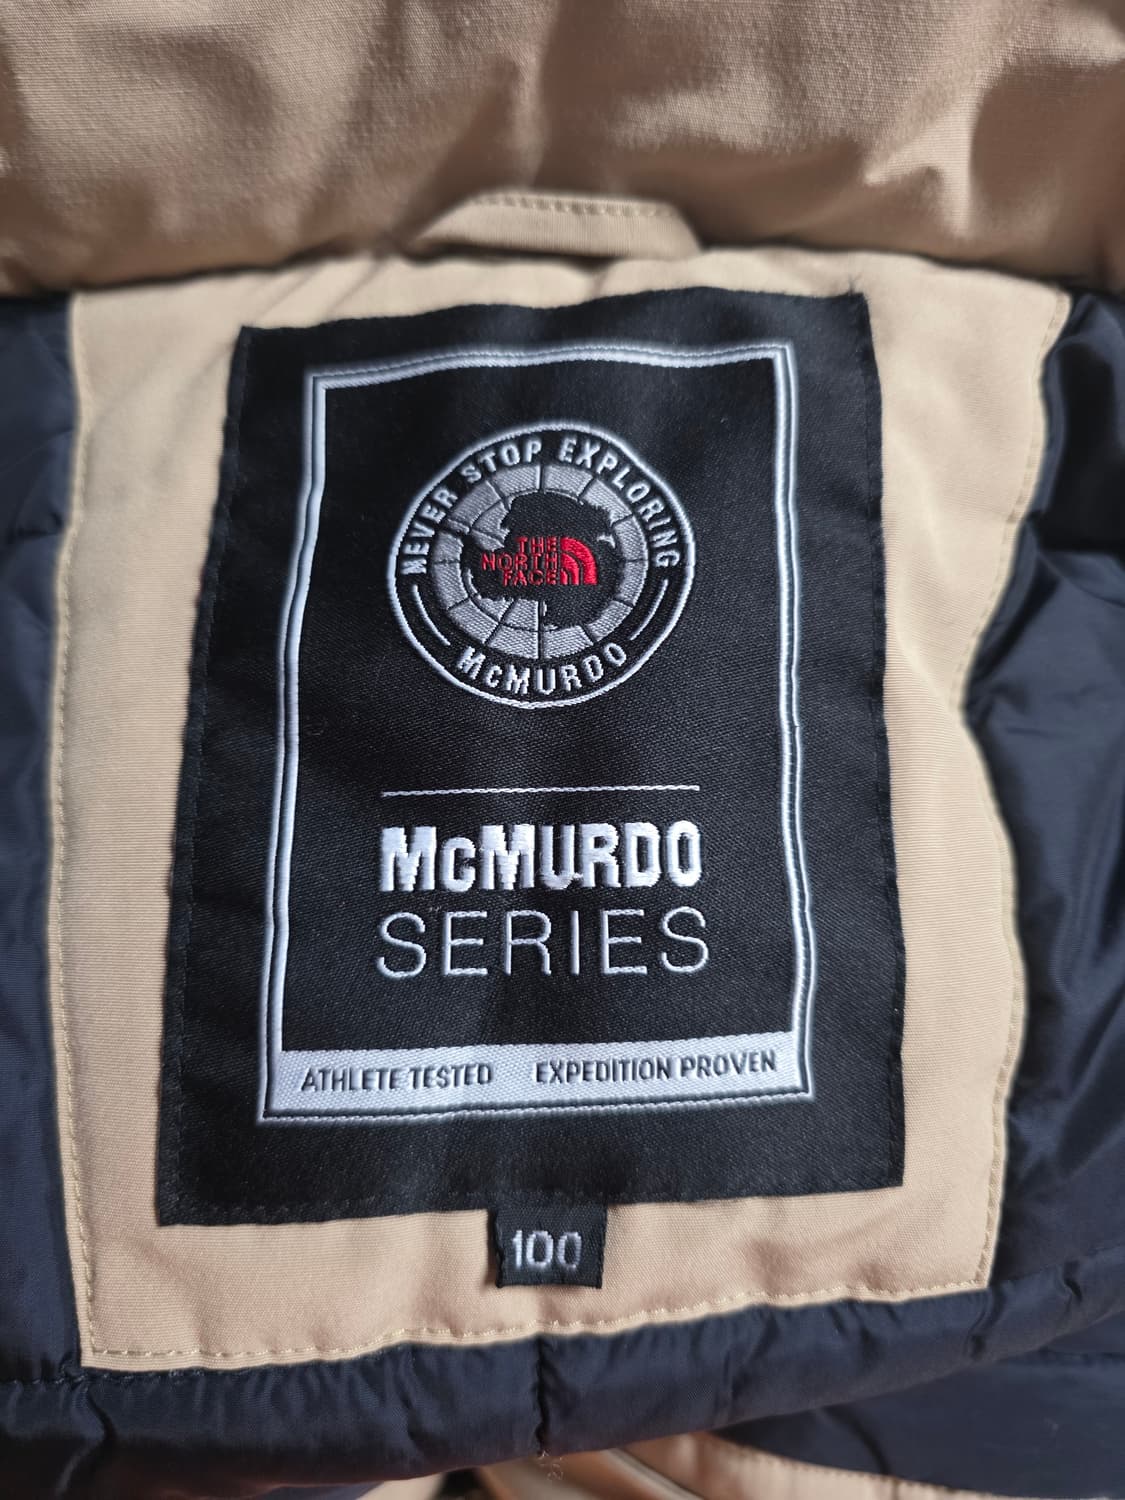 NEVER STOP EXPLORING
THE
NORTH
FACE
McMURDO
McMURDO
SERIES
ATHLETE TESTED EXPEDITION PROVEN
100